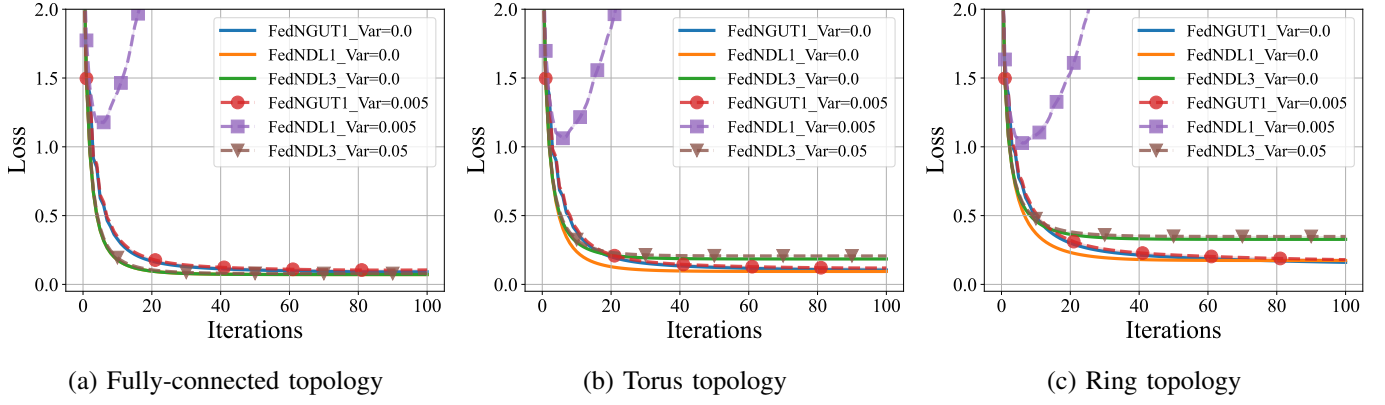 2.0
1.5
1.0
0.5
0.0
Loss
FedNGUT1_Var=0.0
FedNDL1_Var=0.0
FedNDL3_Var=0.0
FedNGUT1_Var=0.005
FedNDL1_Var=0.005
FedNDL3_Var=0.05
0 20 40 60 80 100
Iterations
(a) Fully-connected topology
2.0
1.5
1.0
0.5
0.0
Loss
FedNGUT1_Var=0.0
FedNDL1_Var=0.0
FedNDL3_Var=0.0
FedNGUT1_Var=0.005
FedNDL1_Var=0.005
FedNDL3_Var=0.05
0 20 40 60 80 100
Iterations
(b) Torus topology
2.0
1.5
1.0
0.5
0.0
Loss
FedNGUT1_Var=0.0
FedNDL1_Var=0.0
FedNDL3_Var=0.0
FedNGUT1_Var=0.005
FedNDL1_Var=0.005
FedNDL3_Var=0.05
0 20 40 60 80 100
Iterations
(c) Ring topology